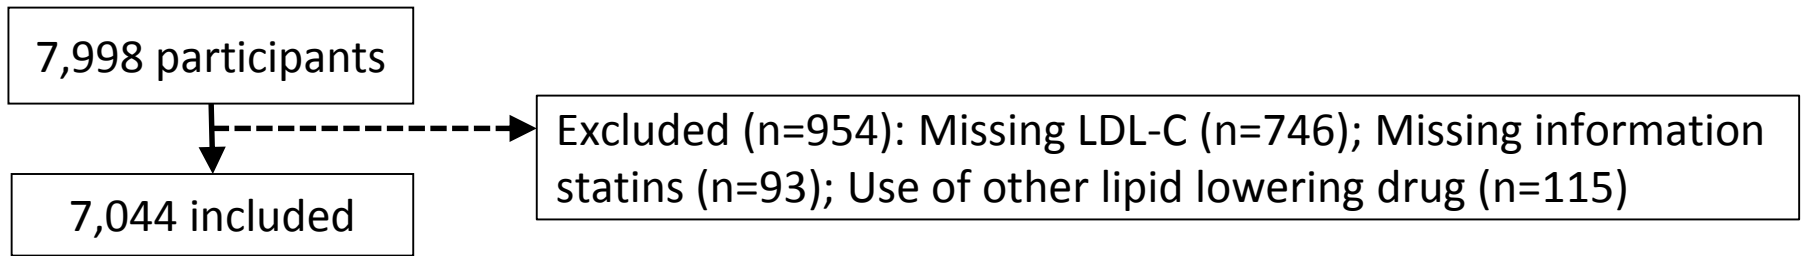 7,998 participants
Excluded (n=954): Missing LDL-C (n=746); Missing information
statins (n=93); Use of other lipid lowering drug (n=115)
7,044 included